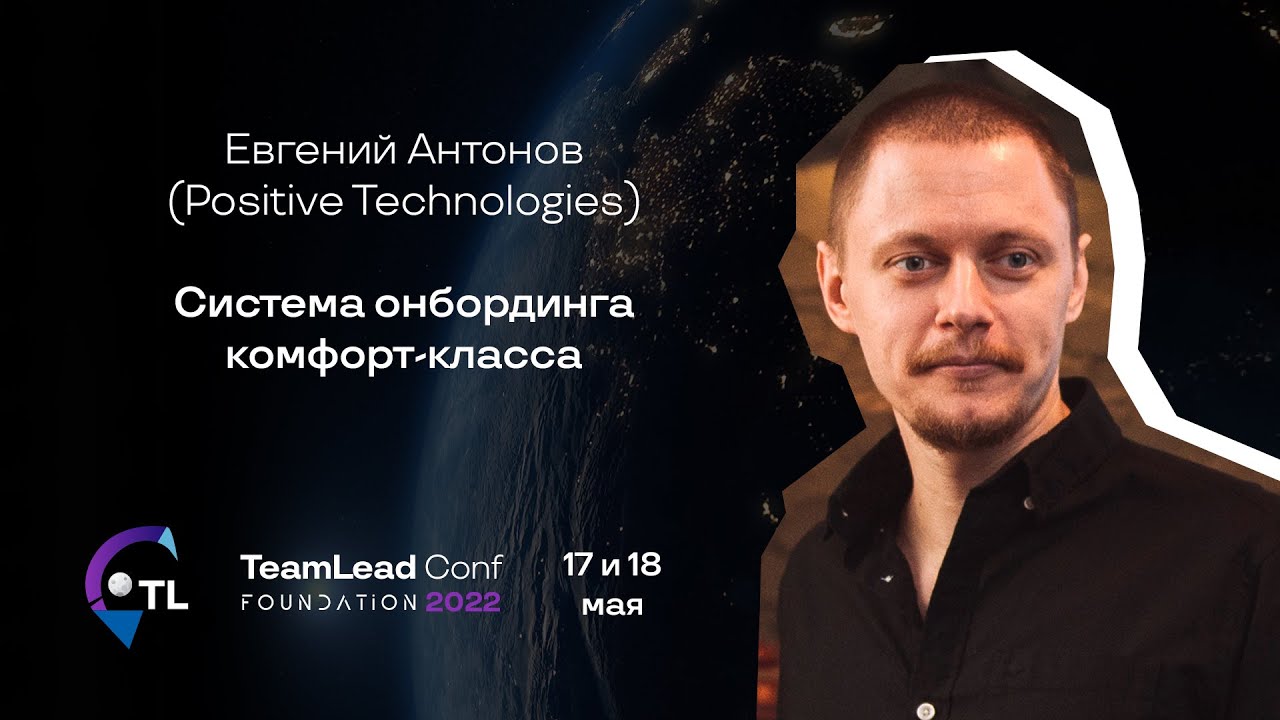 Евгений Антонов
(Positive Technologies)
Система онбординга
комфорт-класса
TL
TeamLead Conf
FOUNDATION 2022
17 и 18
мая